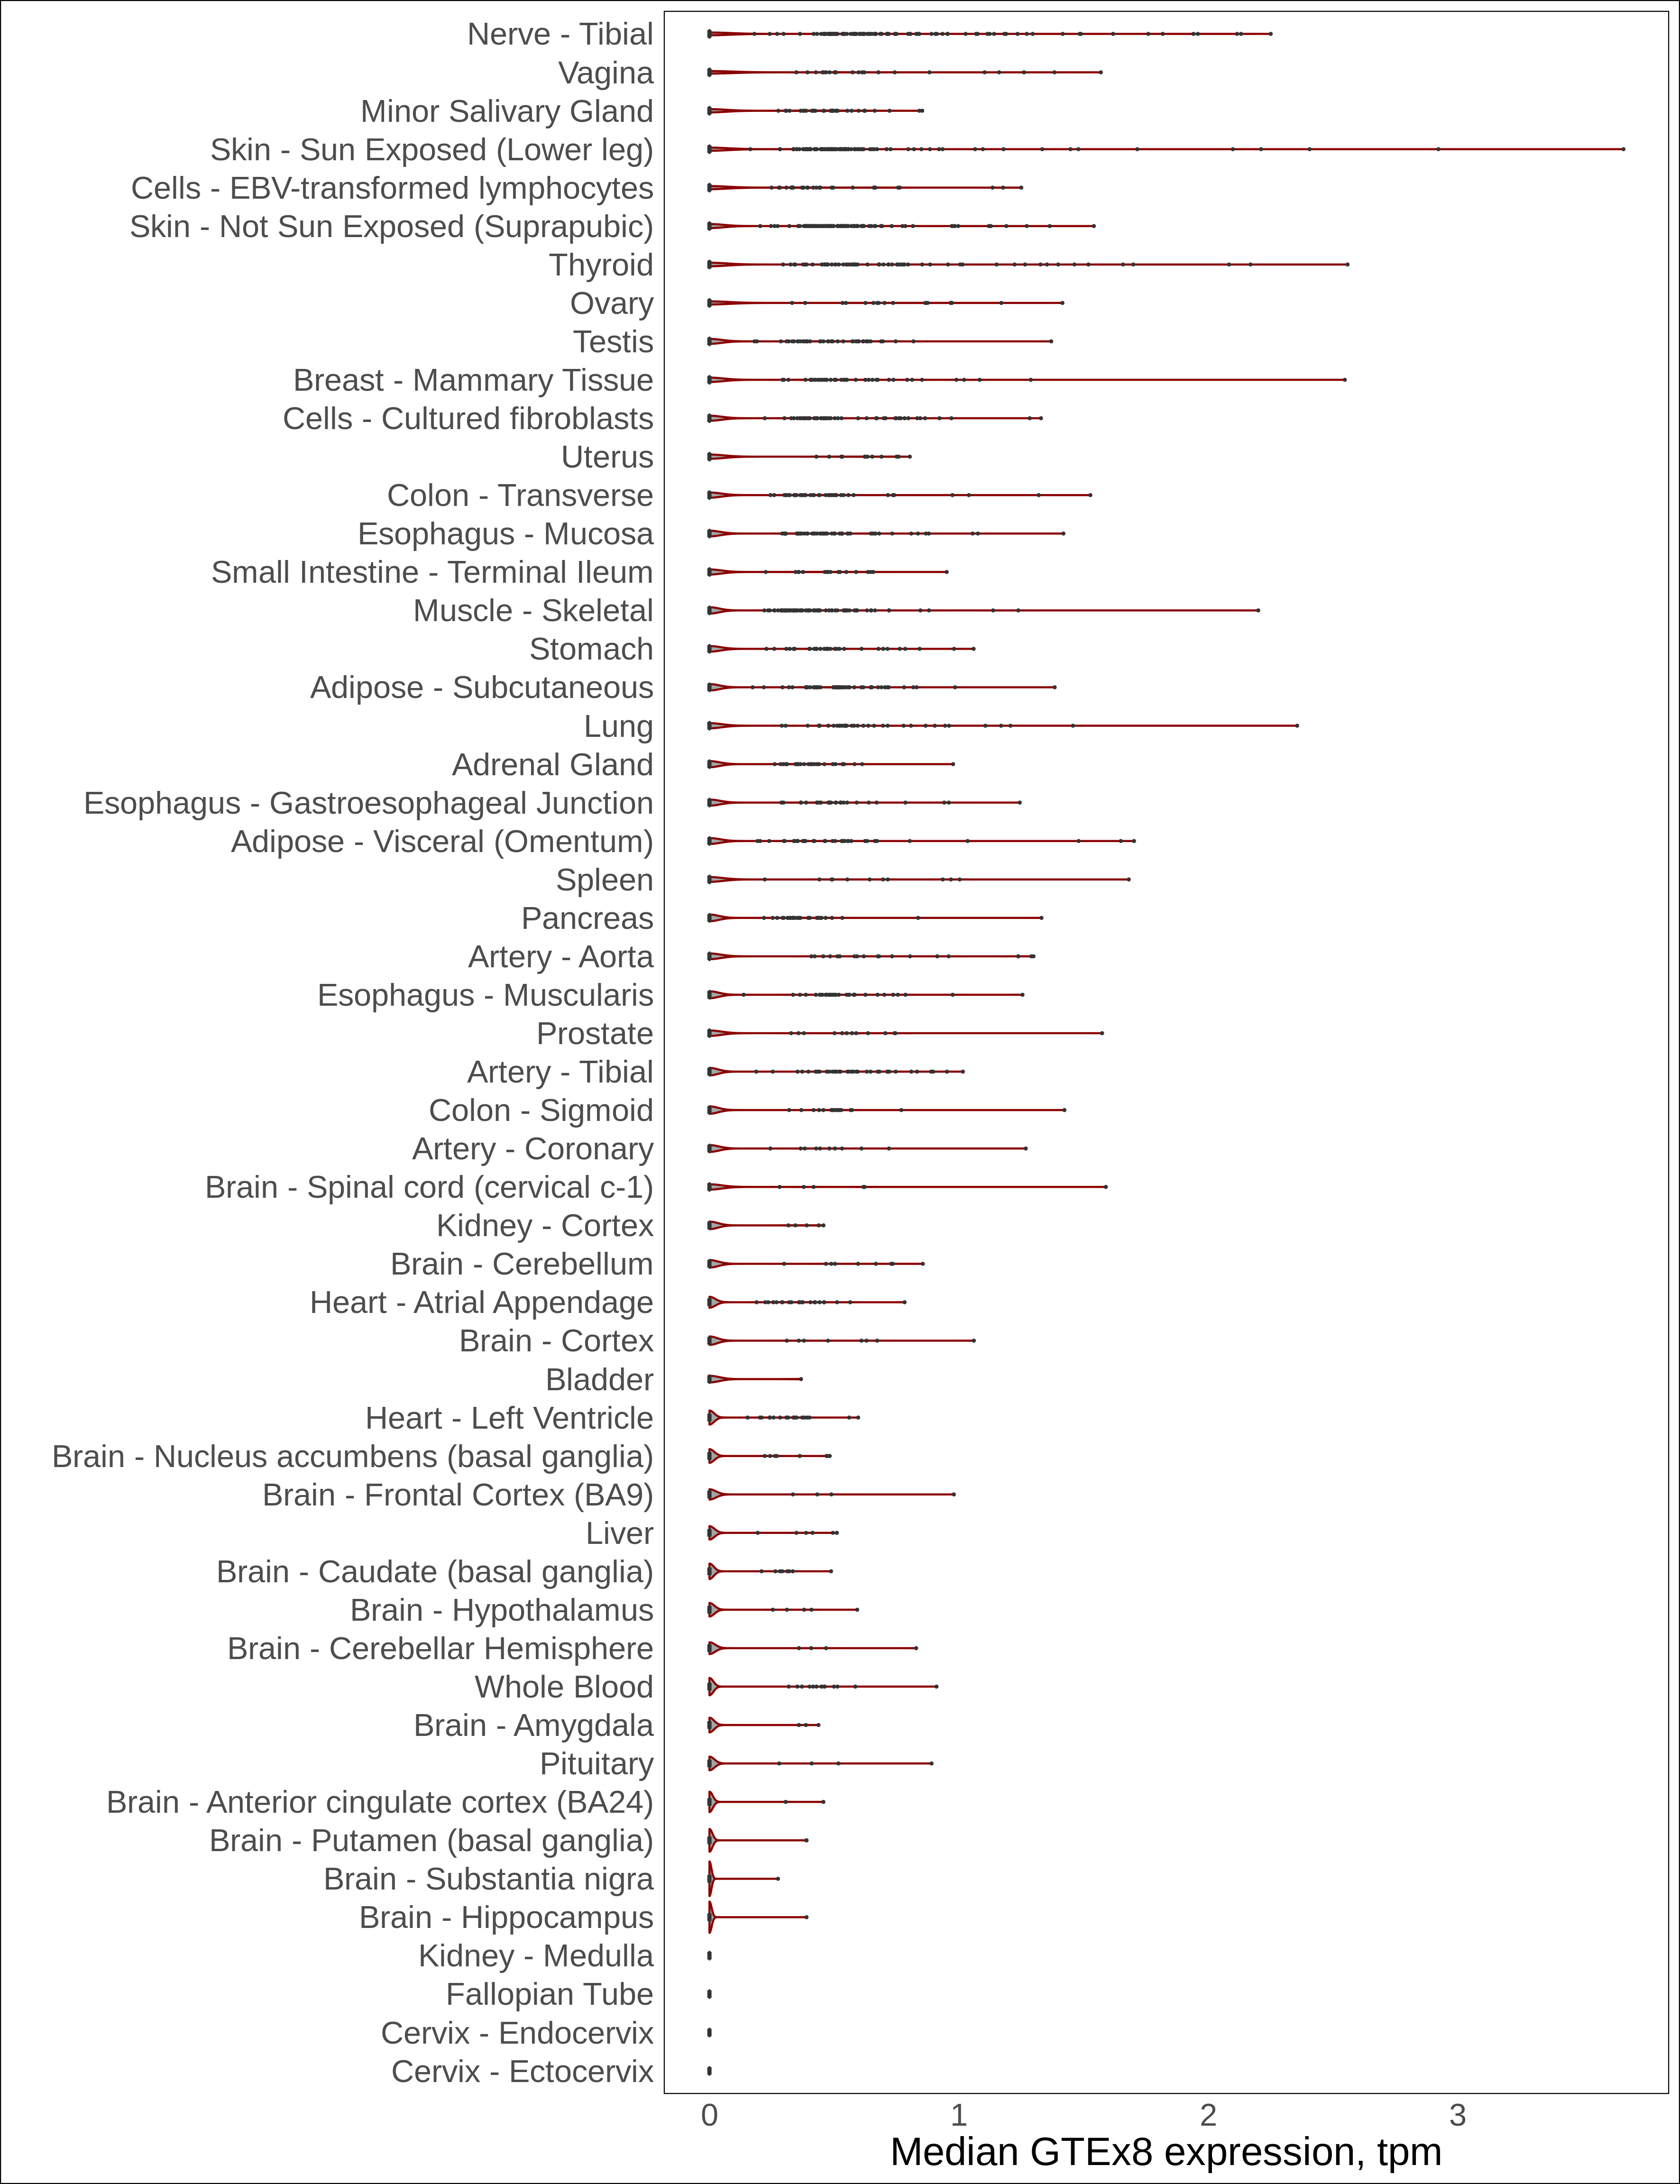 Nerve - Tibial
Vagina
Minor Salivary Gland
Skin - Sun Exposed (Lower leg)
Cells - EBV-transformed lymphocytes
Skin - Not Sun Exposed (Suprapubic)
Thyroid
Ovary
Testis
Breast - Mammary Tissue
Cells - Cultured fibroblasts
Uterus
Colon - Transverse
Esophagus - Mucosa
Small Intestine - Terminal Ileum
Muscle - Skeletal
Stomach
Adipose - Subcutaneous
Lung
Adrenal Gland
Esophagus - Gastroesophageal Junction
Adipose - Visceral (Omentum)
Spleen
Pancreas
Artery - Aorta
Esophagus - Muscularis
Prostate
Artery - Tibial
Colon - Sigmoid
Artery - Coronary
Brain - Spinal cord (cervical c-1)
Kidney - Cortex
Brain - Cerebellum
Heart - Atrial Appendage
Brain - Cortex
Bladder
Heart - Left Ventricle
Brain - Nucleus accumbens (basal ganglia)
Brain - Frontal Cortex (BA9)
Liver
Brain - Caudate (basal ganglia)
Brain - Hypothalamus
Brain - Cerebellar Hemisphere
Whole Blood
Brain - Amygdala
Pituitary
Brain - Anterior cingulate cortex (BA24)
Brain - Putamen (basal ganglia)
Brain - Substantia nigra
Brain - Hippocampus
Kidney - Medulla
Fallopian Tube
Cervix - Endocervix
Cervix - Ectocervix
0 1 2 3
Median GTEx8 expression, tpm